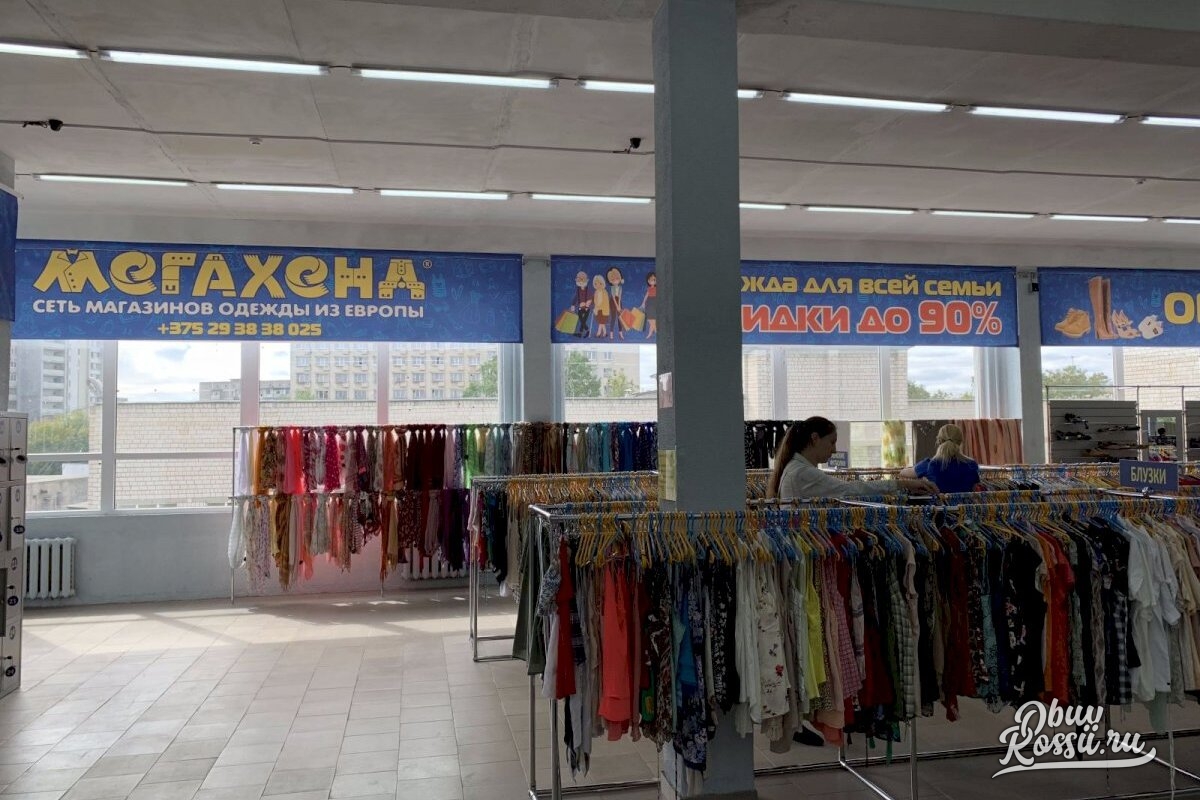 МЕГАХЕНД®
СЕТЬ МАГАЗИНОВ ОДЕЖДЫ ИЗ ЕВРОПЫ
+375 29 38 38 025
ЖДА ДЛЯ ВСЕЙ СЕМЬИ
ИДКИ ДО 90%
О
БЛУЗКИ
Obuv
Rossii.ru